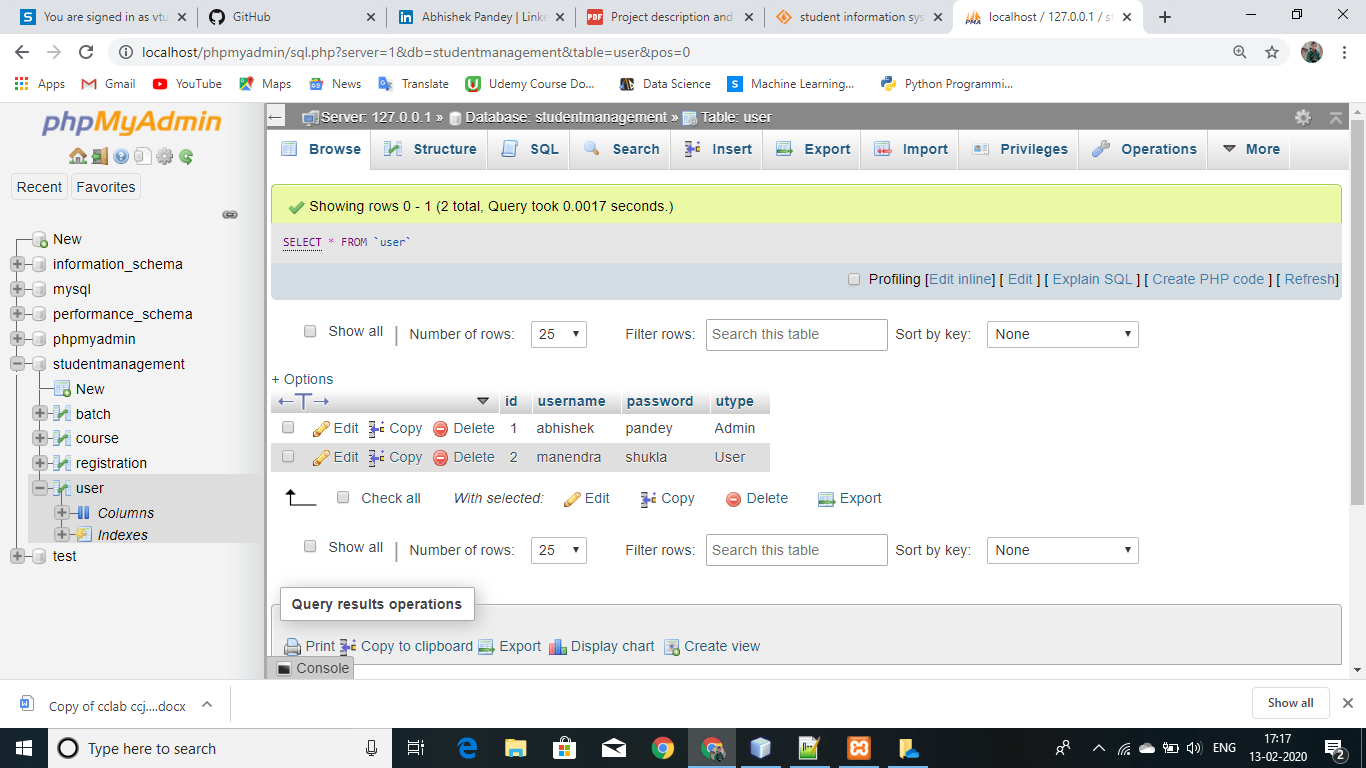 You are signed in as vtu
GitHub
Abhishek Pandey | Linke
Project description and
student information sys
localhost / 127.0.0.1 / st
localhost/phpmyadmin/sql.php?server=1&db=studentmanagement&table=user&pos=0
Apps Gmail YouTube Maps News Translate Udemy Course Do... Data Science Machine Learning,... Python Programmi...
phpMyAdmin
Recent Favorites
New
information_schema
mysql
performance_schema
phpmyadmin
studentmanagement
New
batch
course
registration
user
Columns
Indexes
test
Server: 127.0.0.1 » Database: studentmanagement » Table: user
Browse Structure SQL Search Insert Export Import Privileges Operations More
Showing rows 0 - 1 (2 total, Query took 0.0017 seconds.)
SELECT * FROM `user`
Profiling [Edit inline] [ Edit ] [ Explain SQL ] [ Create PHP code ] [ Refresh]
Show all | Number of rows: 25 Filter rows: Search this table Sort by key: None
+ Options
id username password utype
Edit Copy Delete 1 abhishek pandey Admin
Edit Copy Delete 2 manendra shukla User
Check all With selected: Edit Copy Delete Export
Show all | Number of rows: 25 Filter rows: Search this table Sort by key: None
Query results operations
Print Copy to clipboard Export Display chart Create view
Console
Copy of cclab ccj....docx
Show all
Type here to search
ENG
17:17
13-02-2020
2